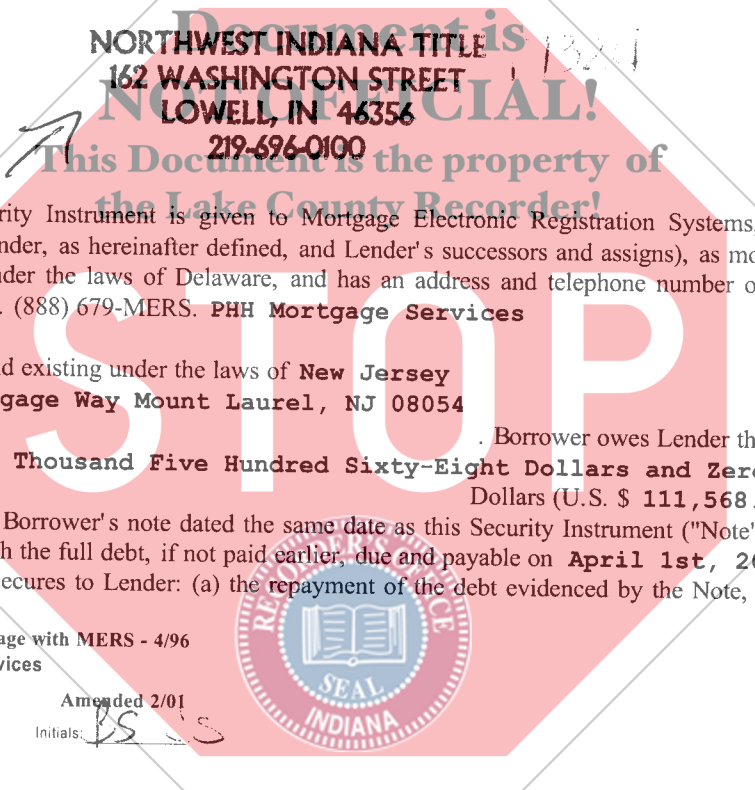 Document is
NORTHWEST INDIANA TITLE
162 WASHINGTON STREET
NOT OFFICIAL!
LOWELL, IN 46356
219-696-0100
This Document is the property of
the Lake County Recorder!
rity Instrument is given to Mortgage Electronic Registration Systems,
nder, as hereinafter defined, and Lender's successors and assigns), as mo
nder the laws of Delaware, and has an address and telephone number o
. (888) 679-MERS. PHH Mortgage Services
d existing under the laws of New Jersey
gage Way Mount Laurel, NJ 08054
. Borrower owes Lender th
Thousand Five Hundred Sixty-Eight Dollars and Zero
Dollars (U.S. $ 111,568.
Borrower's note dated the same date as this Security Instrument ("Note"
h the full debt, if not paid earlier, due and payable on April 1st, 20
ecures to Lender: (a) the repayment of the debt evidenced by the Note,
STOP
age with MERS - 4/96
vices
Amended 2/01
Initials: BS
RECORDER'S OFFICE
SEAL
INDIANA